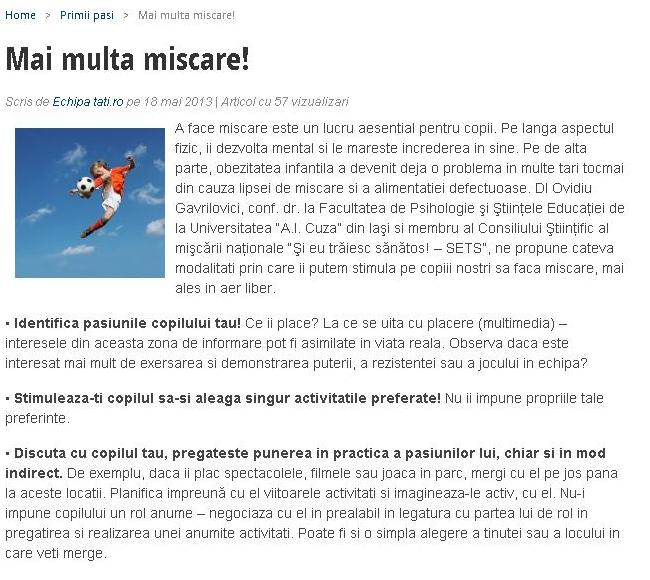 Home > Primii pasi > Mai multa miscare!
Mai multa miscare!
Scris de Echipa tati.ro pe 18 mai 2013 | Articol cu 57 vizualizari
A face miscare este un lucru aesential pentru copii. Pe langa aspectul
fizic, ii dezvolta mental si le mareste increderea in sine. Pe de alta
parte, obezitatea infantila a devenit deja o problema in multe tari tocmai
din cauza lipsei de miscare si a alimentatiei defectuoase. Dl Ovidiu
Gavrilovici, conf. dr. la Facultatea de Psihologie şi Ştiinţele Educaţiei de
la Universitatea “A.I. Cuza” din Iaşi si membru al Consiliului Ştiinţific al
mişcării naţionale “Şi eu trăiesc sănătos! – SETS”, ne propune cateva
modalitati prin care ii putem stimula pe copiii nostri sa faca miscare, mai
ales in aer liber.
• Identifica pasiunile copilului tau! Ce ii place? La ce se uita cu placere (multimedia) –
interesele din aceasta zona de informare pot fi asimilate in viata reala. Observa daca este
interesat mai mult de exersarea si demonstrarea puterii, a rezistentei sau a jocului in echipa?
• Stimuleaza-ti copilul sa-si aleaga singur activitatile preferate! Nu ii impune propriile tale
preferinte.
• Discuta cu copilul tau, pregateste punerea in practica a pasiunilor lui, chiar si in mod
indirect. De exemplu, daca ii plac spectacolele, filmele sau joaca in parc, mergi cu el pe jos pana
la aceste locatii. Planifica impreună cu el viitoarele activitati si imagineaza-le activ, cu el. Nu-i
impune copilului un rol anume – negociaza cu el in prealabil in legatura cu partea lui de rol in
pregatirea si realizarea unei anumite activitati. Poate fi si o simpla alegere a tinutei sau a locului in
care veti merge.